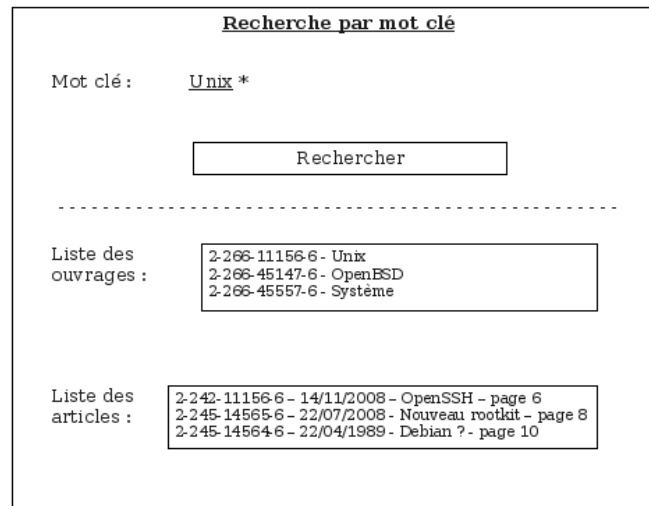 Recherche par mot clé
Mot clé : Unix *
Rechercher
Liste des
ouvrages :
2-266-11156-6 - Unix
2-266-45147-6 - OpenBSD
2-266-45557-6 - Système
Liste des
articles :
2-242-11156-6 – 14/11/2008 – OpenSSH – page 6
2-245-14565-6 – 22/07/2008 - Nouveau rootkit – page 8
2-245-14564-6 – 22/04/1989 - Debian ? - page 10